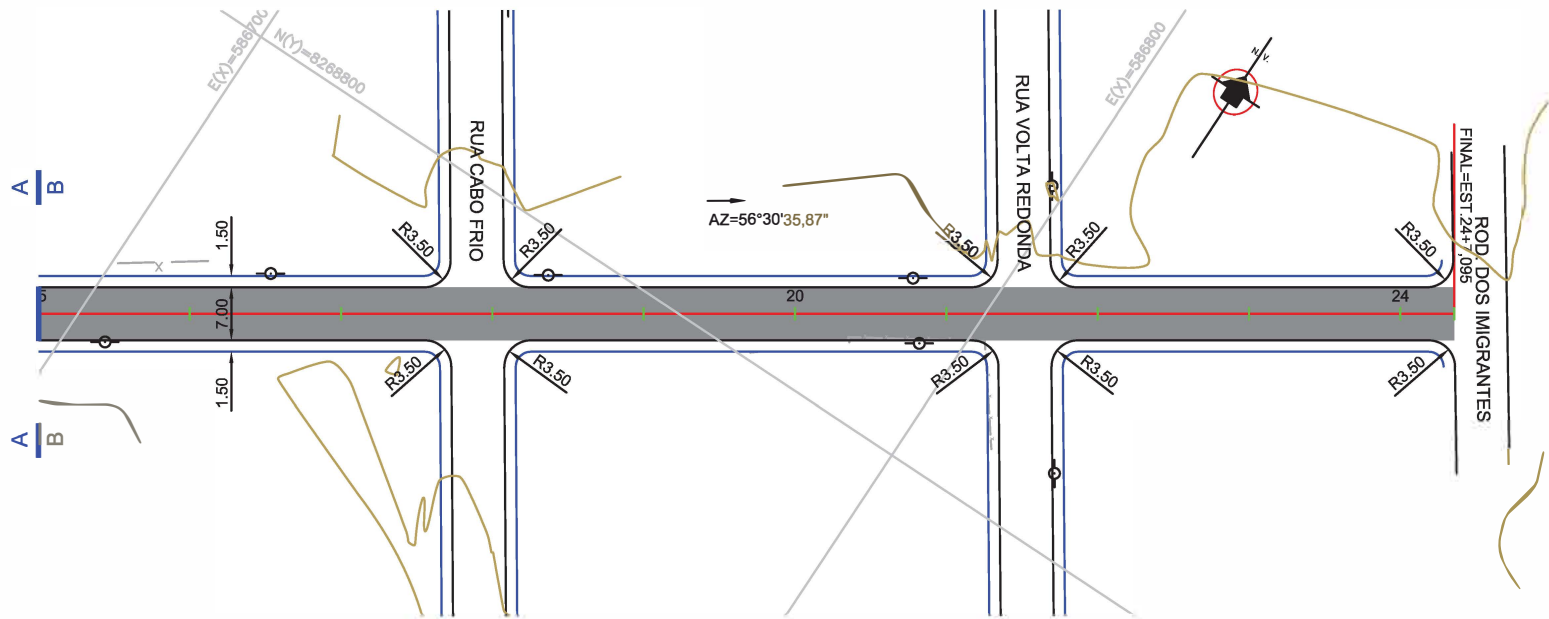 E(X)=586700
N(Y)=8268800
E(X)=586800
N. V.
RUA CABO FRIO
RUA VOLTA REDONDA
FINAL=EST.24+,095
ROD. DOS IMIGRANTES
A
B
AZ=56°30'35,87"
1.50
R3.50
R3.50
R3.50
R3.50
R3.50
X
5
20
24
7.00
1.50
R3.50
R3.50
R3.50
R3.50
R3.50
A
B